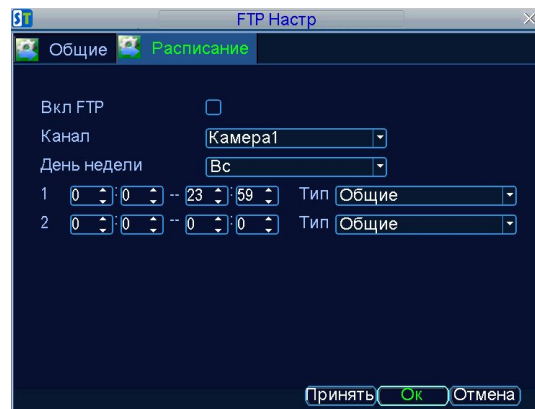 ST FTP Настр
Общие Расписание
Вкл FTP
Канал Камера1
День недели Вс
1 0 : 0 -- 23 : 59 Тип Общие
2 0 : 0 -- 0 : 0 Тип Общие
Принять Ок Отмена